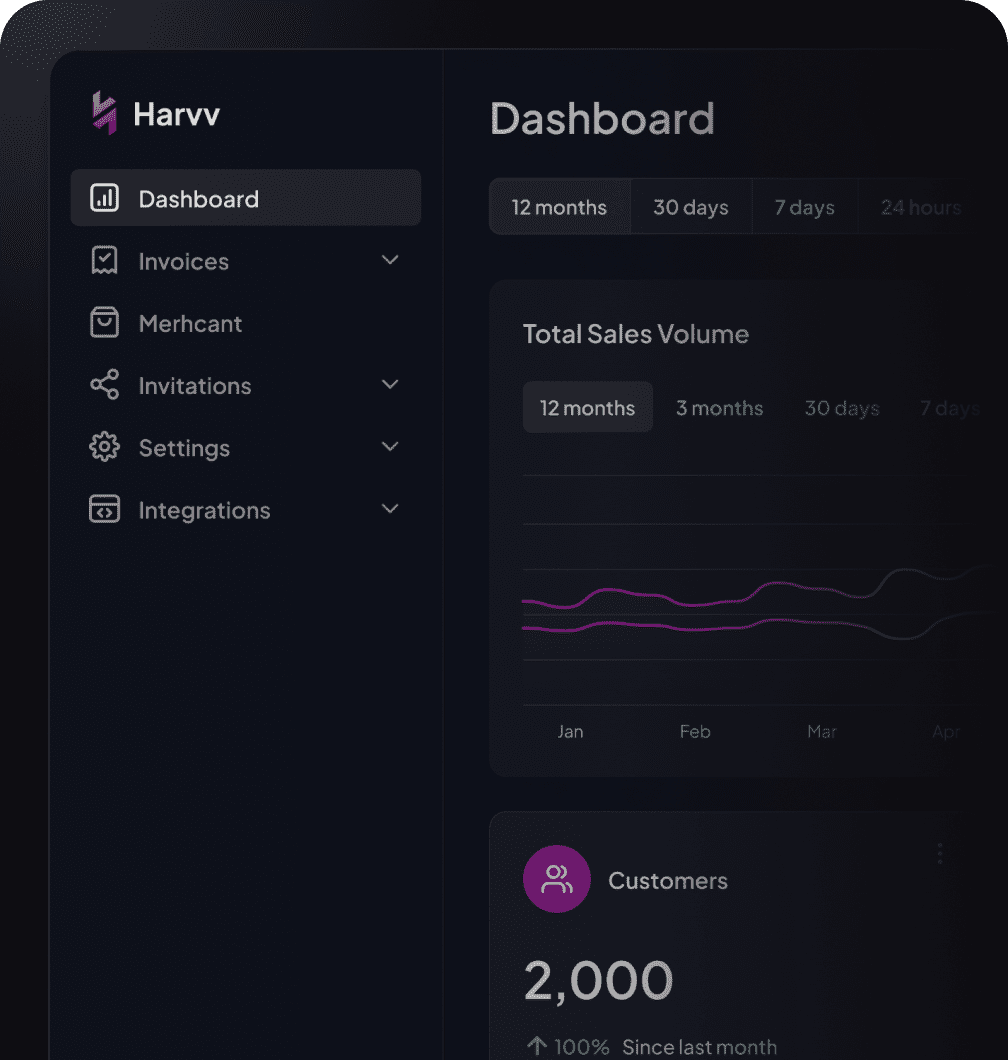 Harvv
Dashboard
Invoices
Merhcant
Invitations
Settings
Integrations
Dashboard
12 months 30 days 7 days 24 hours
Total Sales Volume
12 months 3 months 30 days 7 days
Jan Feb Mar Apr
Customers
2,000
100% Since last month